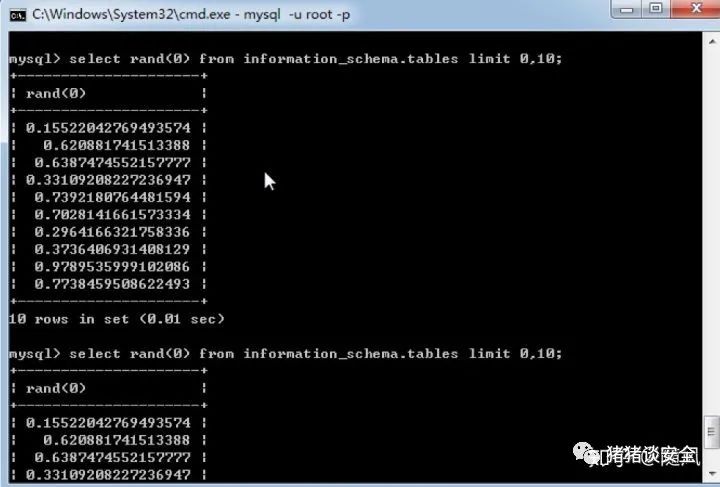 C:\Windows\System32\cmd.exe - mysql -u root -p
mysql> select rand(0) from information_schema.tables limit 0,10;
+---------------------+
| rand(0)             |
+---------------------+
| 0.15522042769493574 |
|   0.620881741513388 |
|  0.6387474552157777 |
| 0.33109208227236947 |
|  0.7392180764481594 |
|  0.7028141661573334 |
|  0.2964166321758336 |
|  0.3736406931408129 |
|  0.9789535999102086 |
|  0.7738459508622493 |
+---------------------+
10 rows in set (0.01 sec)
mysql> select rand(0) from information_schema.tables limit 0,10;
+---------------------+
| rand(0)             |
+---------------------+
| 0.15522042769493574 |
|   0.620881741513388 |
|  0.6387474552157777 |
| 0.33109208227236947 |
猪猪谈安全